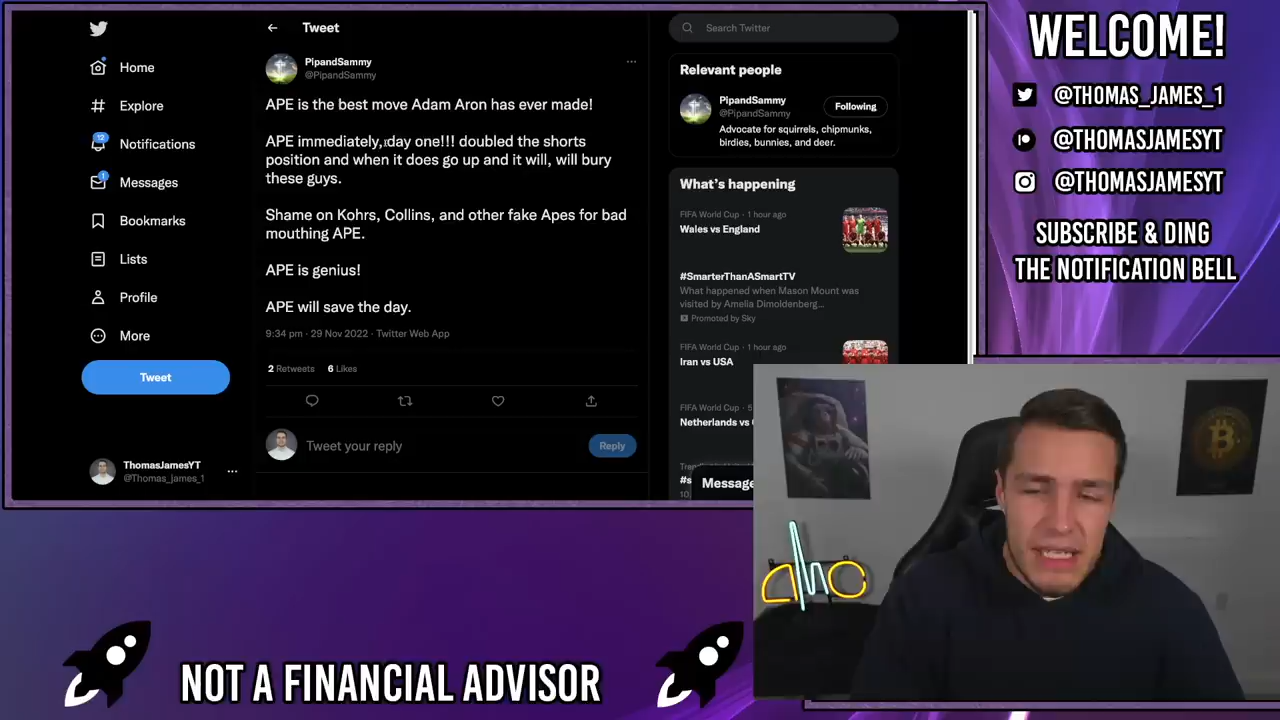 Tweet
Search Twitter
PipandSammy
@PipandSammy
Home
Explore
12
Notifications
1
Messages
Bookmarks
Lists
Profile
More
Tweet
ThomasJamesYT
@Thomas_james_1
APE is the best move Adam Aron has ever made!
APE immediately,day one!!! doubled the shorts
position and when it does go up and it will, will bury
these guys.
Shame on Kohrs, Collins, and other fake Apes for bad
mouthing APE.
APE is genius!
APE will save the day.
9:34 pm · 29 Nov 2022 · Twitter Web App
2 Retweets 6 Likes
Tweet your reply
Reply
Relevant people
PipandSammy
@PipandSammy
Following
Advocate for squirrels, chipmunks,
birdies, bunnies, and deer.
What's happening
FIFA World Cup · 1 hour ago
Wales vs England
#SmarterThanASmartTV
What happened when Mason Mount was
visited by Amelia Dimoldenberg...
Promoted by Sky
FIFA World Cup · 1 hour ago
Iran vs USA
FIFA World Cup · 5
Netherlands vs
#s
10,
Message
WELCOME!
@THOMAS_JAMES_1
@THOMASJAMESYT
@THOMASJAMESYT
SUBSCRIBE & DING
THE NOTIFICATION BELL
NOT A FINANCIAL ADVISOR